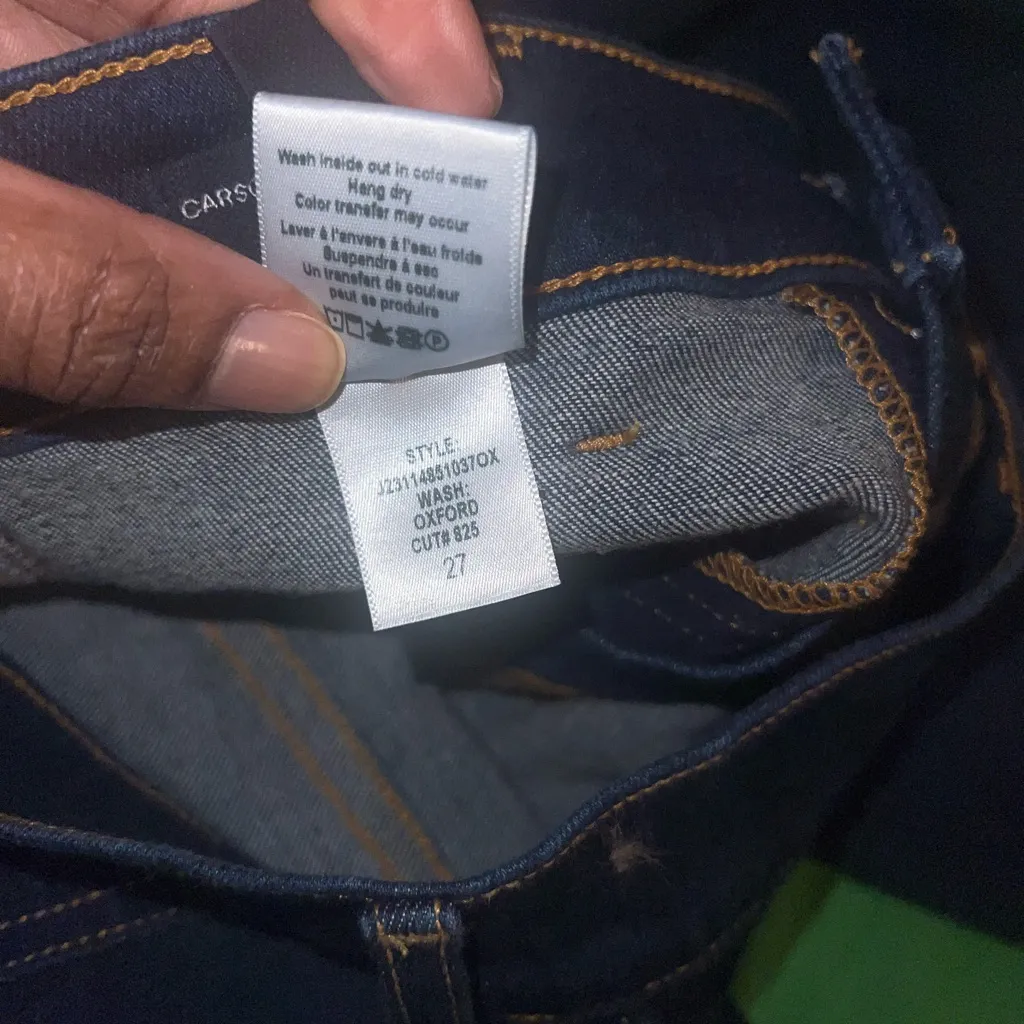 CARSO
Wash inside out in cold water
Hang dry
Color transfer may occur
Laver à l'envers à l'eau froide
Suspendre à sec
Un transfert de couleur
peut se produire
P
STYLE:
J23114851037OX
WASH:
OXFORD
CUT# 825
27